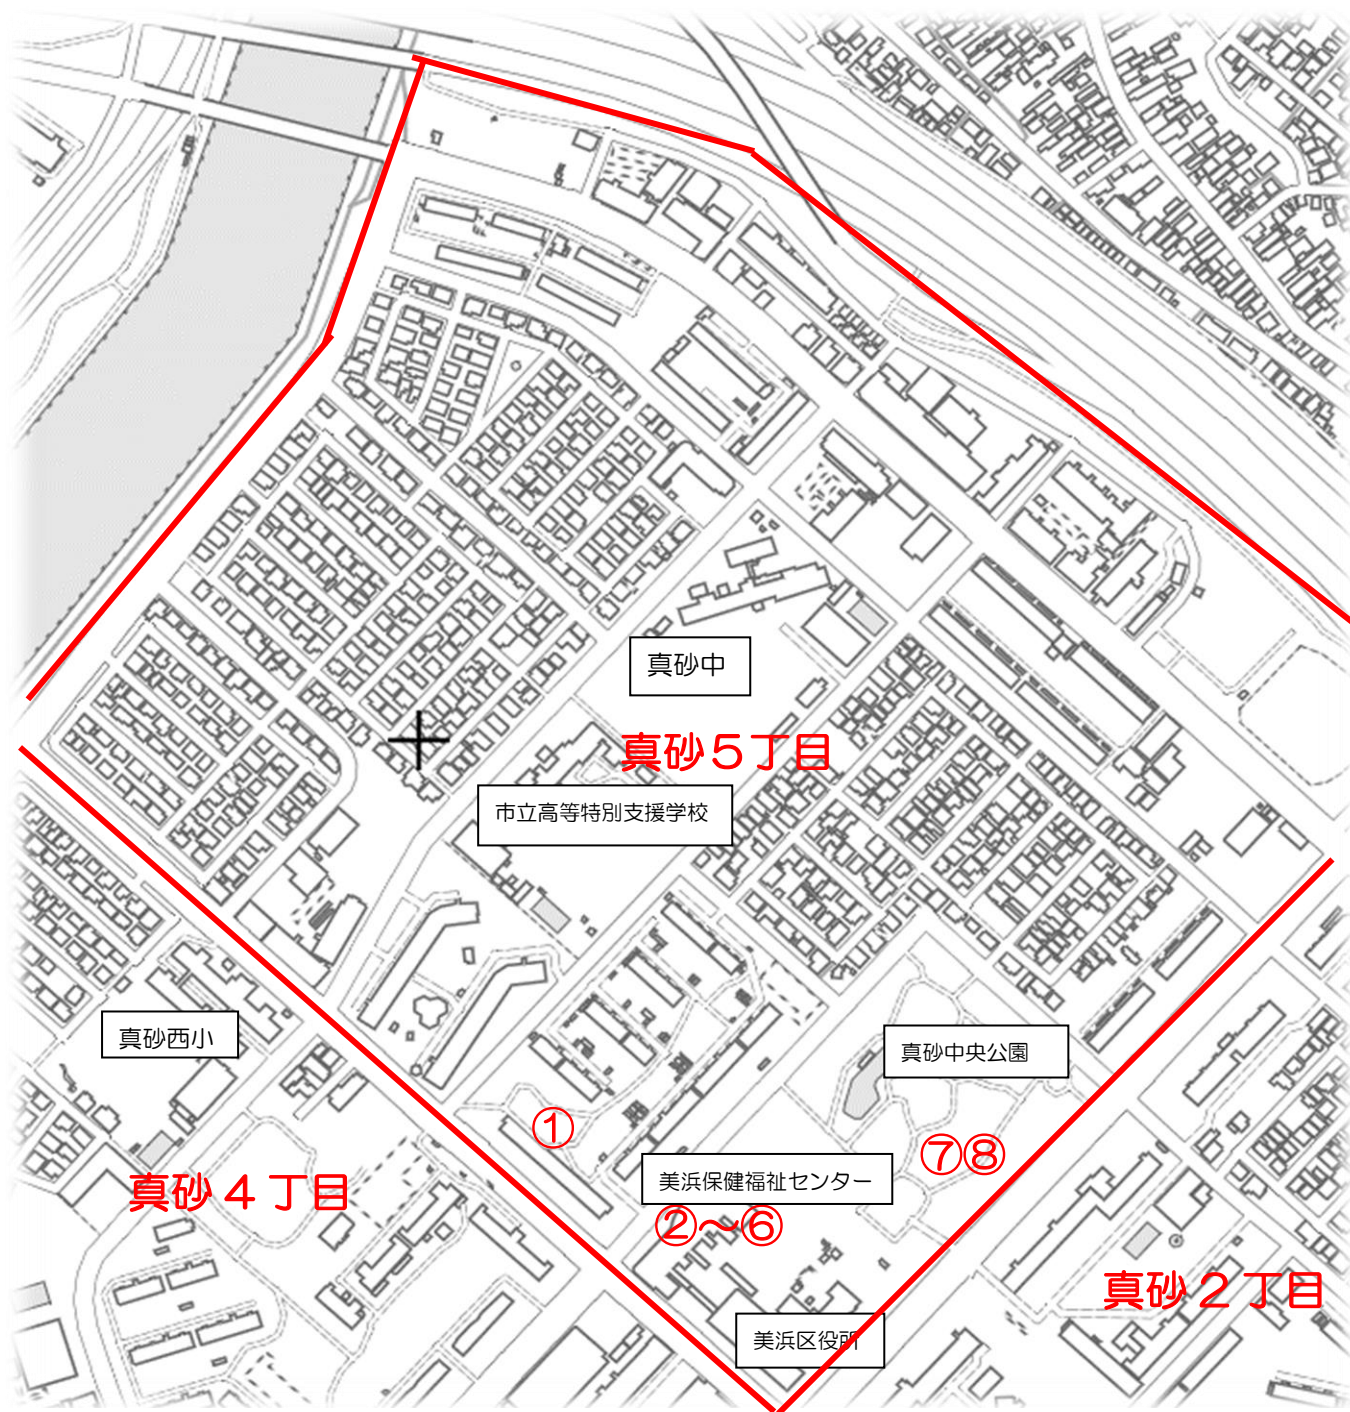 真砂中
真砂５丁目
市立高等特別支援学校
真砂西小
真砂中央公園
①
⑦⑧
美浜保健福祉センター
真砂４丁目
②～⑥
真砂２丁目
美浜区役所